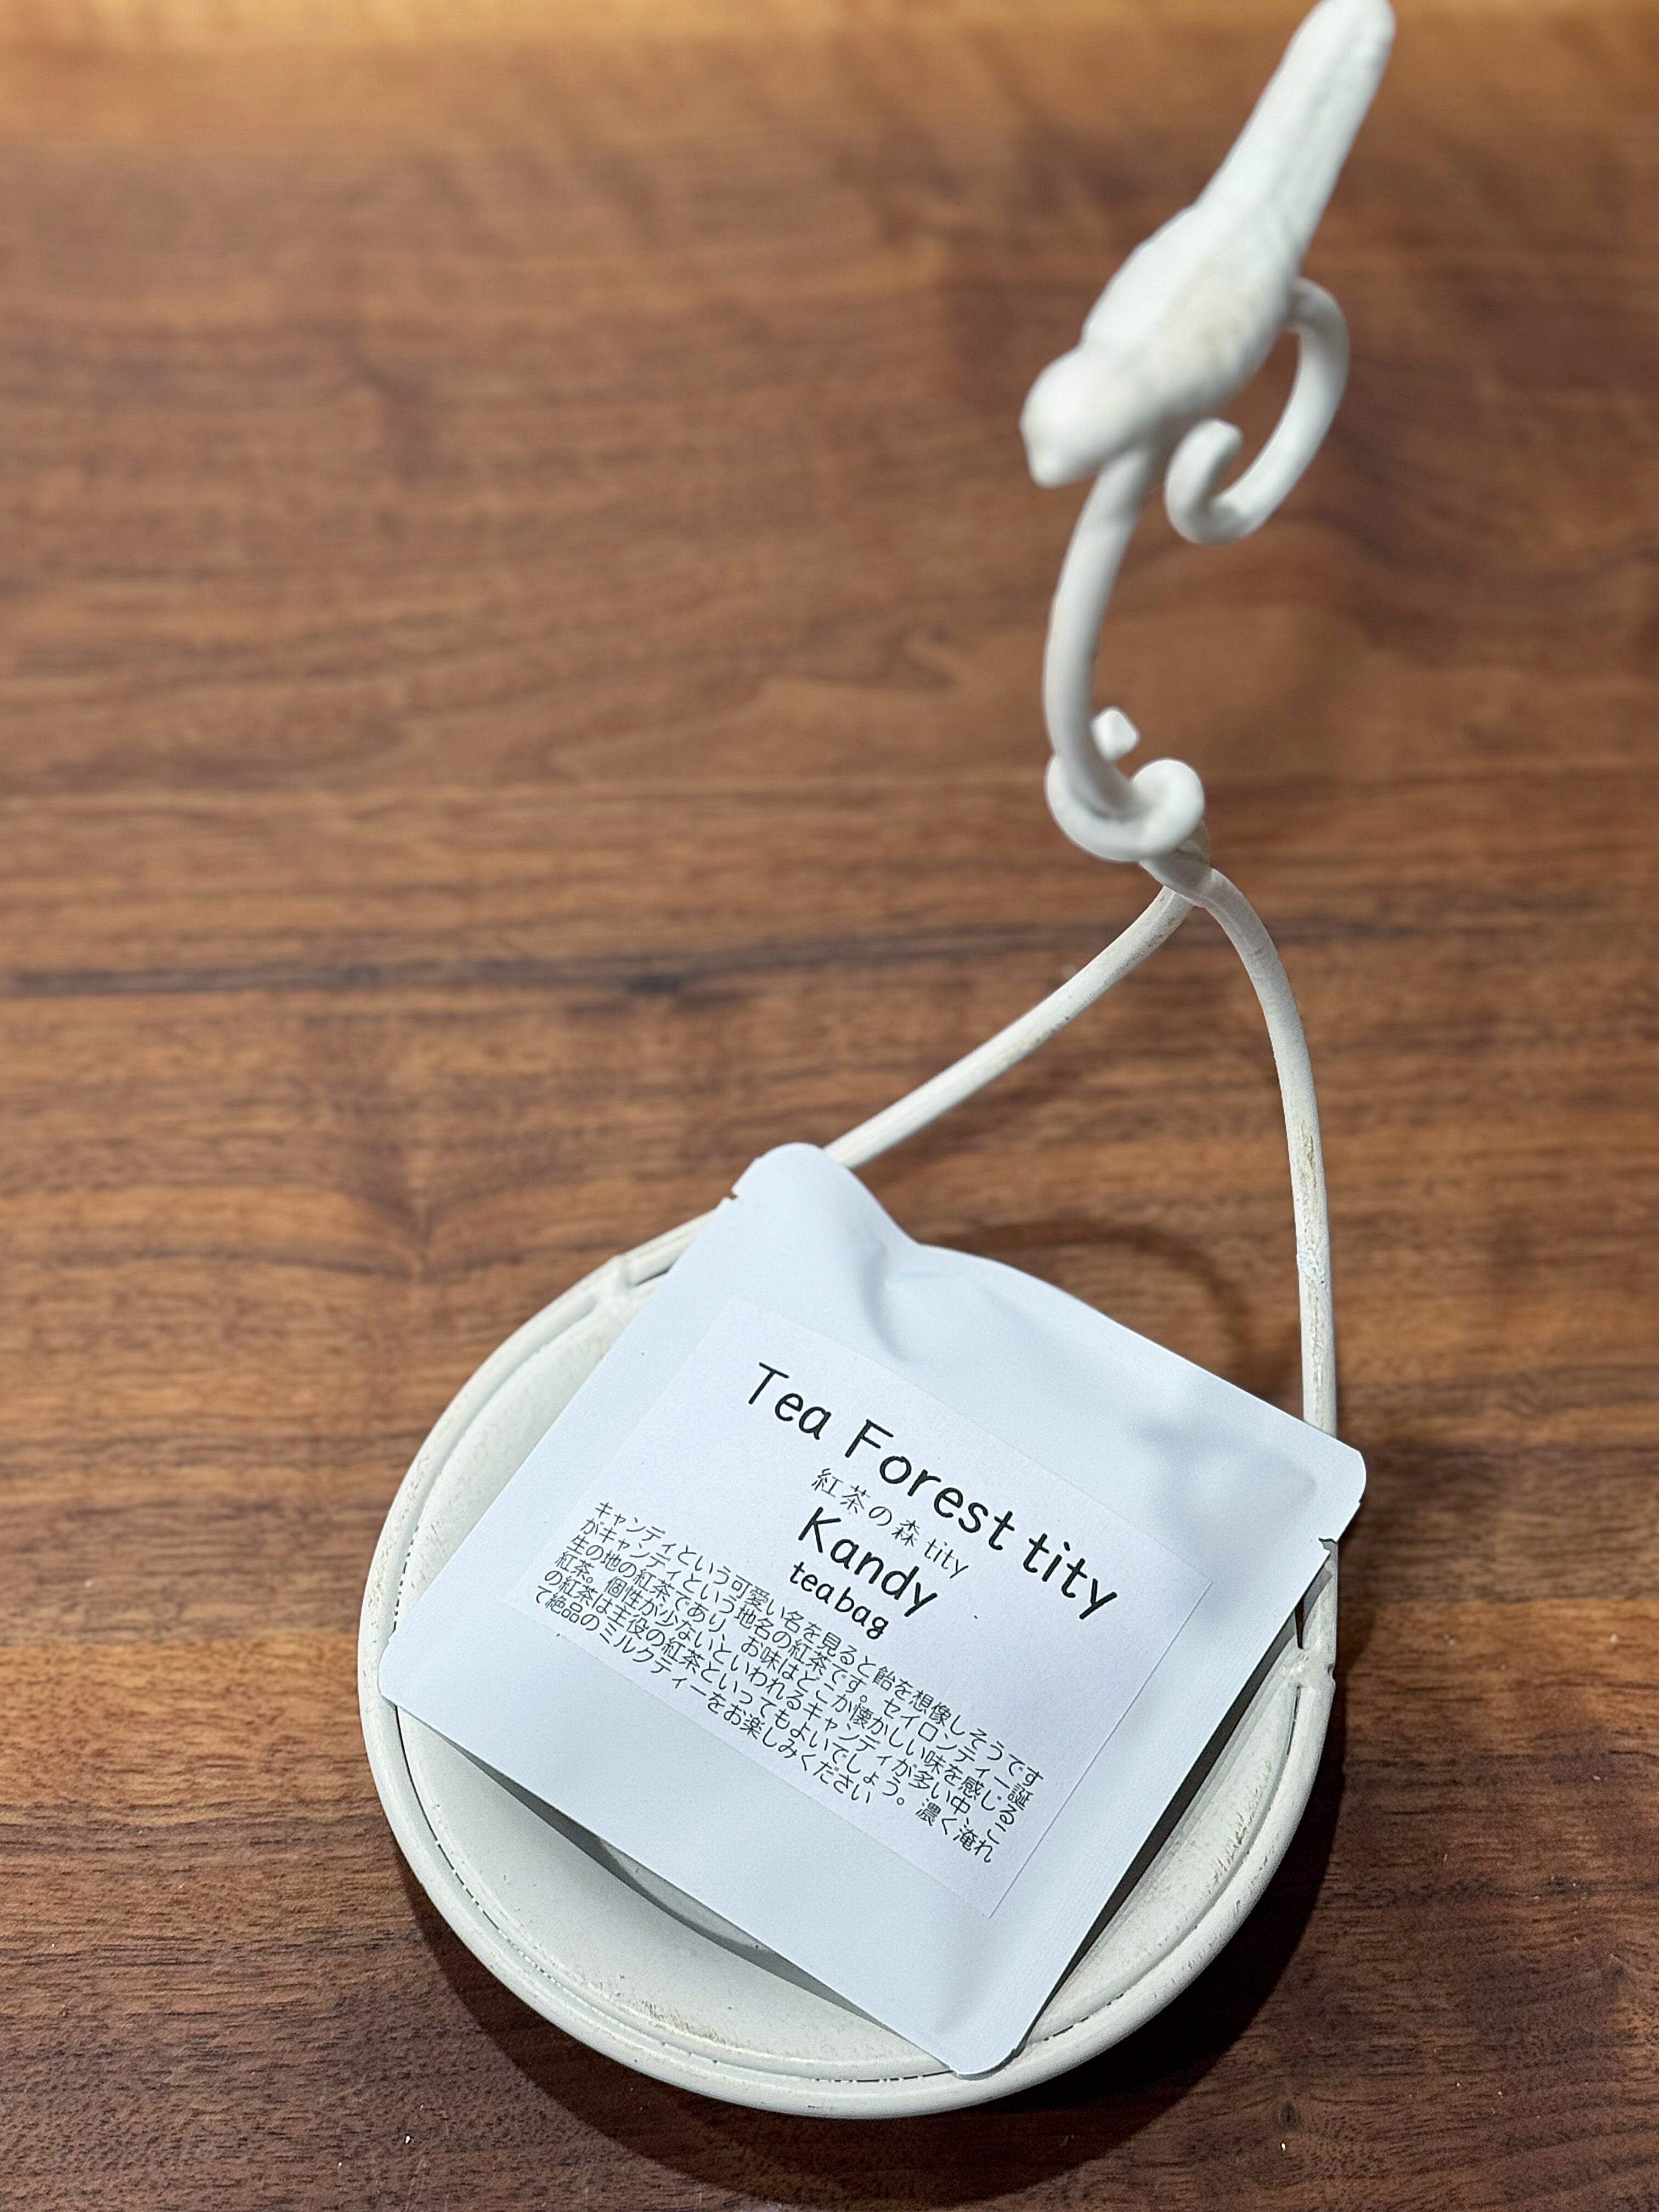 Tea Forest tity
紅茶の森 tity
Kandy
teabag
キャンディという可愛い名を見ると飴を想像しそうです
がキャンディという地名の紅茶です。セイロンティー誕
生の地の紅茶であり、お味はどこか懐かしい味を感じる
紅茶。個性が少ないといわれるキャンディが多い中、こ
の紅茶は主役の紅茶といってもよいでしょう。濃く淹れ
て絶品のミルクティーをお楽しみください